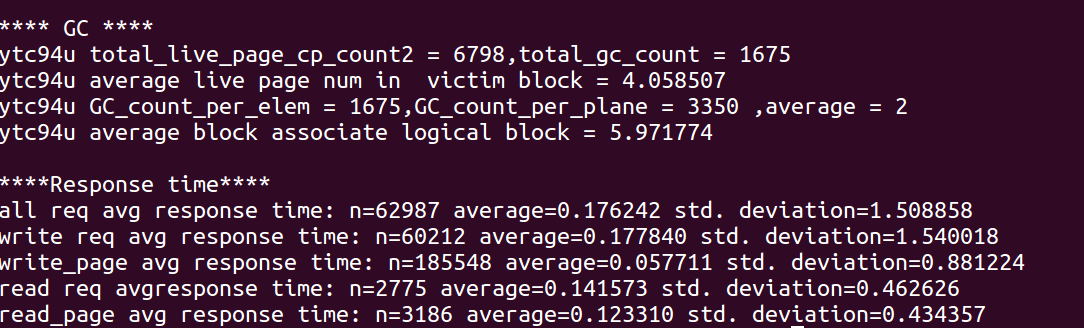 **** GC ****
ytc94u total_live_page_cp_count2 = 6798,total_gc_count = 1675
ytc94u average live page num in  victim block = 4.058507
ytc94u GC_count_per_elem = 1675,GC_count_per_plane = 3350 ,average = 2
ytc94u average block associate logical block = 5.971774
****Response time****
all req avg response time: n=62987 average=0.176242 std. deviation=1.508858
write req avg response time: n=60212 average=0.177840 std. deviation=1.540018
write_page avg response time: n=185548 average=0.057711 std. deviation=0.881224
read req avgresponse time: n=2775 average=0.141573 std. deviation=0.462626
read_page avg response time: n=3186 average=0.123310 std. deviation=0.434357